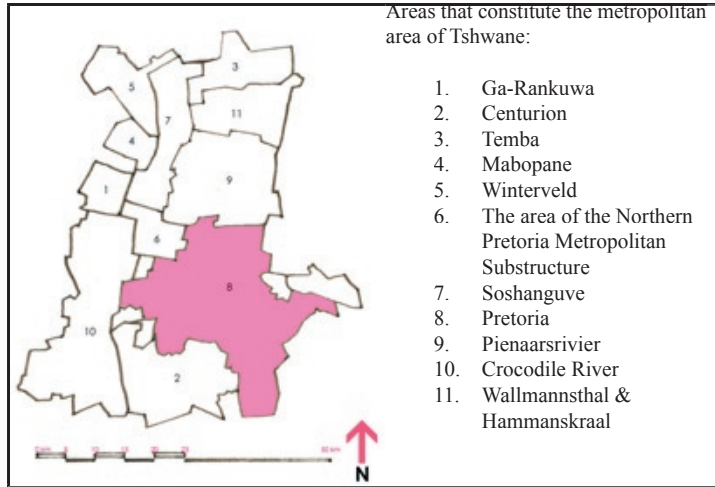 Areas that constitute the metropolitan
area of Tshwane:
1. Ga-Rankuwa
2. Centurion
3. Temba
4. Mabopane
5. Winterveld
6. The area of the Northern
Pretoria Metropolitan
Substructure
7. Soshanguve
8. Pretoria
9. Pienaarsrivier
10. Crocodile River
11. Wallmannsthal &
Hammanskraal
3
5
11
7
4
9
1
6
8
10
2
N